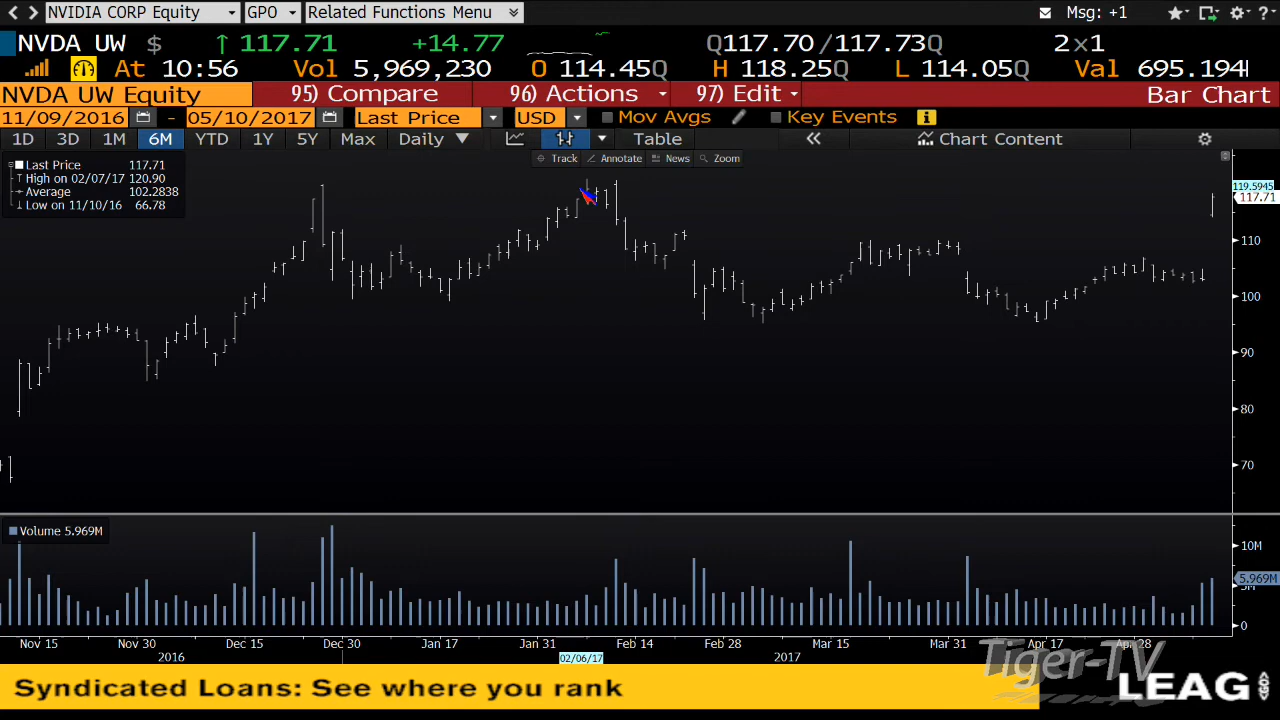 NVIDIA CORP Equity GPO Related Functions Menu Msg: +1 ?
NVDA UW $ ↑ 117.71 +14.77 Q117.70/117.73Q 2×1
At 10:56 Vol 5,969,230 O 114.45Q H 118.25Q L 114.05Q Val 695.194
NVDA UW Equity 95) Compare 96) Actions 97) Edit Bar Chart
11/09/2016 - 05/10/2017 Last Price USD Mov Avgs Key Events
1D 3D 1M 6M YTD 1Y 5Y Max Daily ▼ Table « Chart Content
Track Annotate News Zoom
Last Price 117.71
High on 02/07/17 120.90
Average 102.2838
Low on 11/10/16 66.78
119.5945
117.71
110
100
90
80
70
Volume 5.969M
10M
5.969M
5M
0
Nov 15 Nov 30 Dec 15 Dec 30 Jan 17 Jan 31 Feb 14 Feb 28 Mar 15 Mar 31 Apr 17 Apr 28
2016 02/06/17 2017
Tiger-TV
Syndicated Loans: See where you rank LEAG <GO>